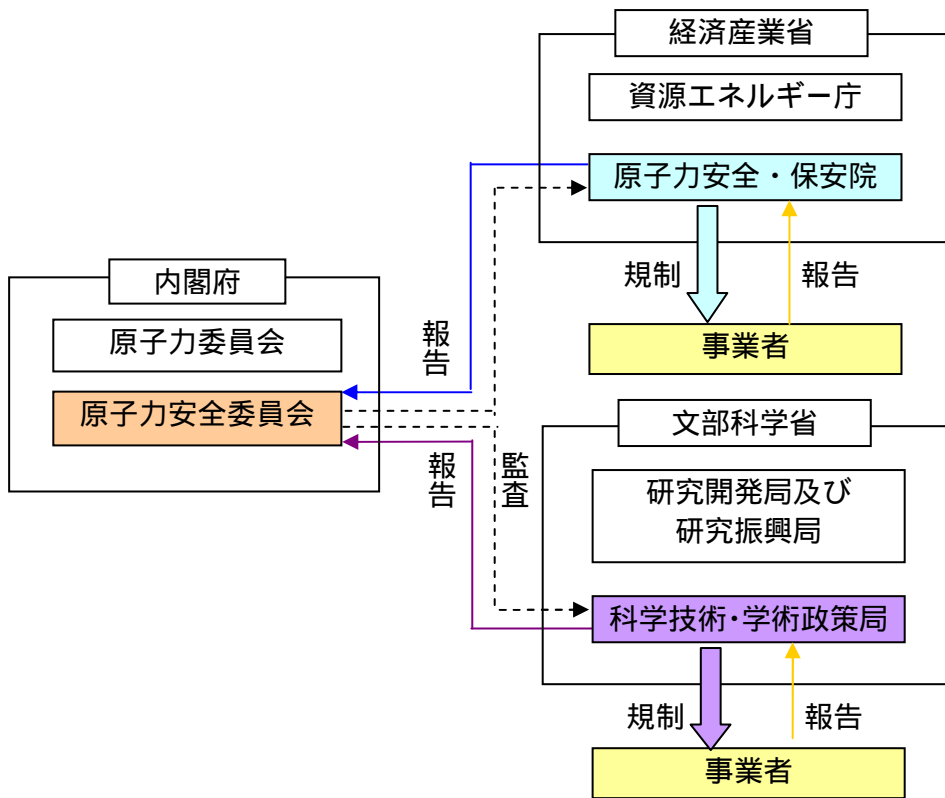 経済産業省
資源エネルギー庁
原子力安全・保安院
規制
報告
事業者
内閣府
原子力委員会
原子力安全委員会
報告
報告
監査
文部科学省
研究開発局及び
研究振興局
科学技術･学術政策局
規制
報告
事業者